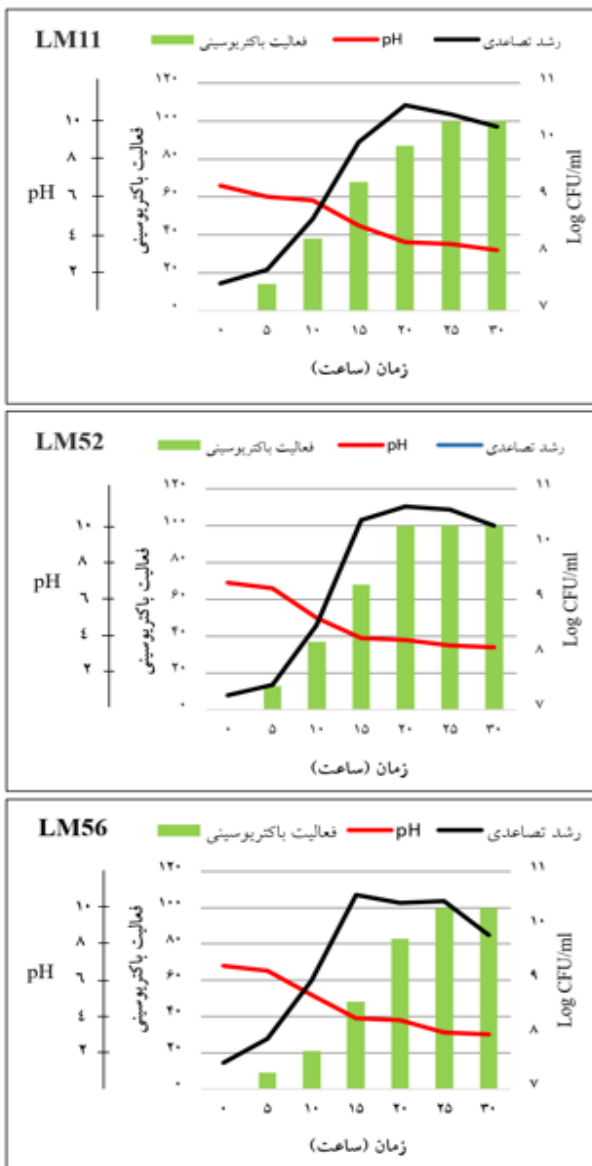 LM11
فعالیت باکتریوسینی pH رشد تصاعدی
pH
۱۰
۸
۶
٤
۲
فعالیت باکتریوسینی
۱۲۰
۱۰۰
۸۰
۶۰
۴۰
۲۰
۰
۱۱
۱۰
۹
۸
۷
Log CFU/ml
۰ ۵ ۱۰ ۱۵ ۲۰ ۲۵ ۳۰
زمان (ساعت)
LM52
فعالیت باکتریوسینی pH رشد تصاعدی
pH
۱۰
۸
۶
٤
۲
فعالیت باکتریوسینی
۱۲۰
۱۰۰
۸۰
۶۰
۴۰
۲۰
۰
۱۱
۱۰
۹
۸
۷
Log CFU/ml
۰ ۵ ۱۰ ۱۵ ۲۰ ۲۵ ۳۰
زمان (ساعت)
LM56
فعالیت باکتریوسینی pH رشد تصاعدی
pH
۱۰
۸
۶
٤
۲
فعالیت باکتریوسینی
۱۲۰
۱۰۰
۸۰
۶۰
۴۰
۲۰
۰
۱۱
۱۰
۹
۸
۷
Log CFU/ml
۰ ۵ ۱۰ ۱۵ ۲۰ ۲۵ ۳۰
زمان (ساعت)